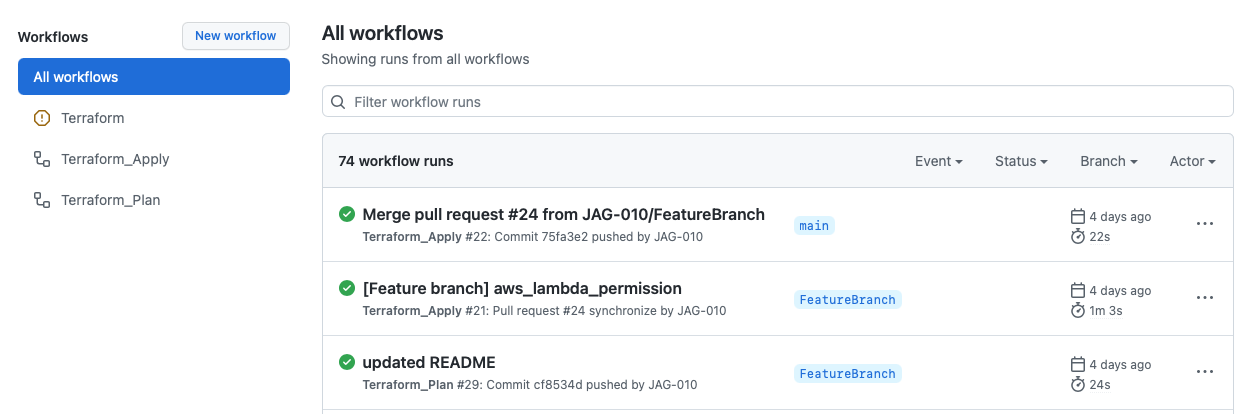 Workflows
New workflow
All workflows
Terraform
Terraform_Apply
Terraform_Plan
All workflows
Showing runs from all workflows
Filter workflow runs
74 workflow runs
Event
Status
Branch
Actor
Merge pull request #24 from JAG-010/FeatureBranch
Terraform_Apply #22: Commit 75fa3e2 pushed by JAG-010
main
4 days ago
22s
[Feature branch] aws_lambda_permission
Terraform_Apply #21: Pull request #24 synchronize by JAG-010
FeatureBranch
4 days ago
1m 3s
updated README
Terraform_Plan #29: Commit cf8534d pushed by JAG-010
FeatureBranch
4 days ago
24s